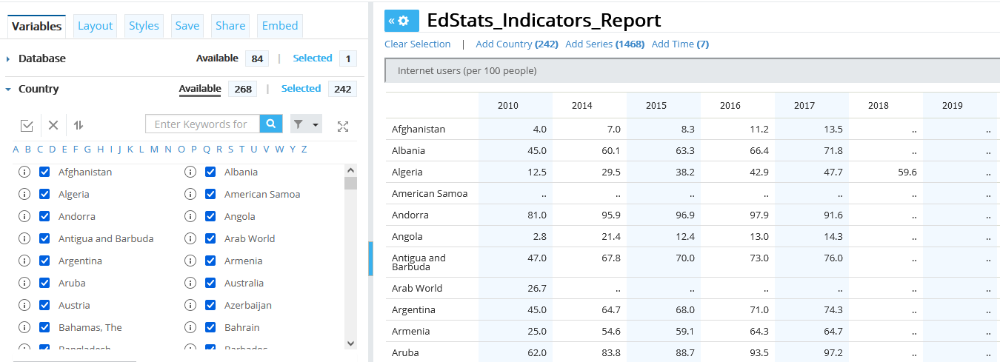 Variables Layout Styles Save Share Embed
Database Available 84 | Selected 1
Country Available 268 | Selected 242
Enter Keywords for
A B C D E F G H I J K L M N O P Q R S T U V W X Y Z
Afghanistan Albania
Algeria American Samoa
Andorra Angola
Antigua and Barbuda Arab World
Argentina Armenia
Aruba Australia
Austria Azerbaijan
Bahamas, The Bahrain
Bangladesh Barbados
« EdStats_Indicators_Report
Clear Selection | Add Country (242) Add Series (1468) Add Time (7)
Internet users (per 100 people)
2010 2014 2015 2016 2017 2018 2019
Afghanistan 4.0 7.0 8.3 11.2 13.5 .. ..
Albania 45.0 60.1 63.3 66.4 71.8 .. ..
Algeria 12.5 29.5 38.2 42.9 47.7 59.6 ..
American Samoa .. .. .. .. .. .. ..
Andorra 81.0 95.9 96.9 97.9 91.6 .. ..
Angola 2.8 21.4 12.4 13.0 14.3 .. ..
Antigua and
Barbuda 47.0 67.8 70.0 73.0 76.0 .. ..
Arab World 26.7 .. .. .. .. .. ..
Argentina 45.0 64.7 68.0 71.0 74.3 .. ..
Armenia 25.0 54.6 59.1 64.3 64.7 .. ..
Aruba 62.0 83.8 88.7 93.5 97.2 .. ..